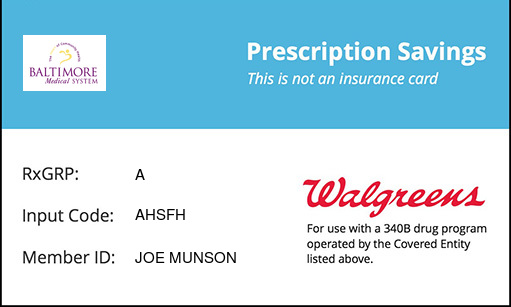 BALTIMORE
Medical SYSTEM
Prescription Savings
This is not an insurance card
RxGRP: A
Input Code: AHSFH
Member ID: JOE MUNSON
Walgreens
For use with a 340B drug program
operated by the Covered Entity
listed above.